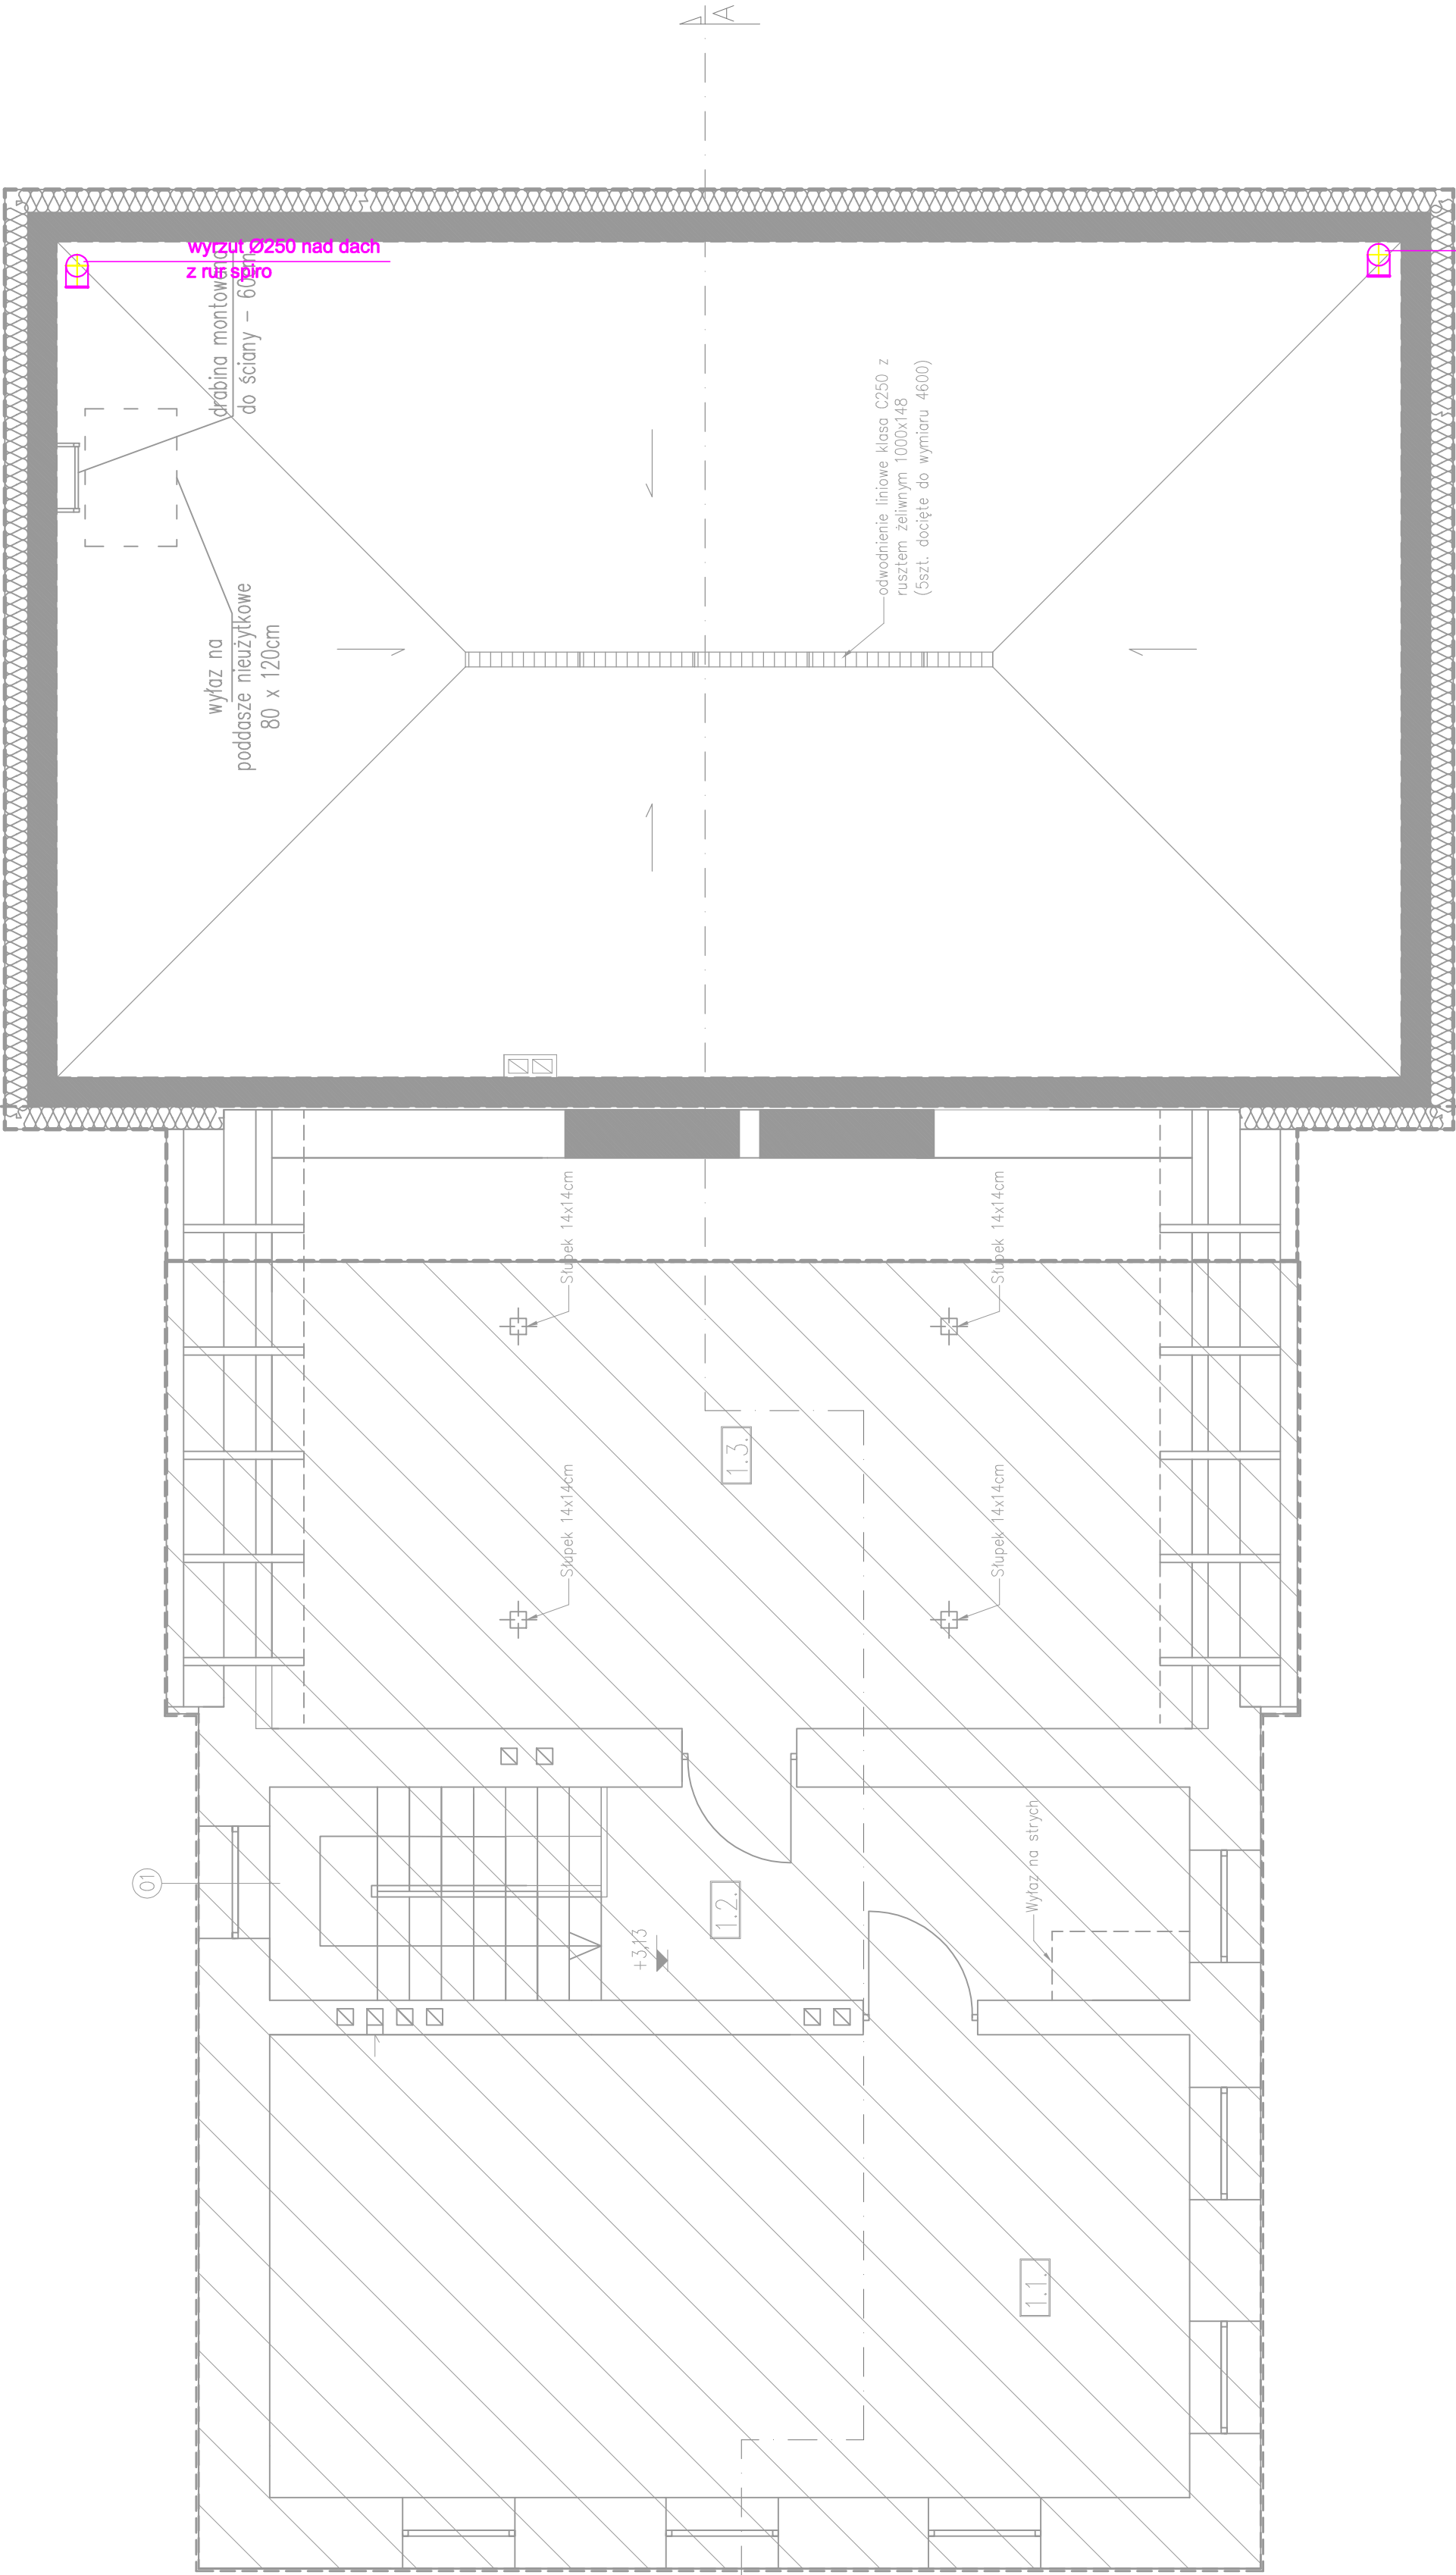 A
wyrzut Ø250 nad dach
z rur spiro
drabina montowana
do ściany - 60cm
odwodnienie liniowe klasa C250 z
rusztem żeliwnym 1000x148
(5szt. docięte do wymiaru 4600)
wyłaz na
poddasze nieużytkowe
80 x 120cm
Słupek 14x14cm
Słupek 14x14cm
1.3.
Słupek 14x14cm
Słupek 14x14cm
01
1.2.
+3,13
Wyłaz na strych
1.1.